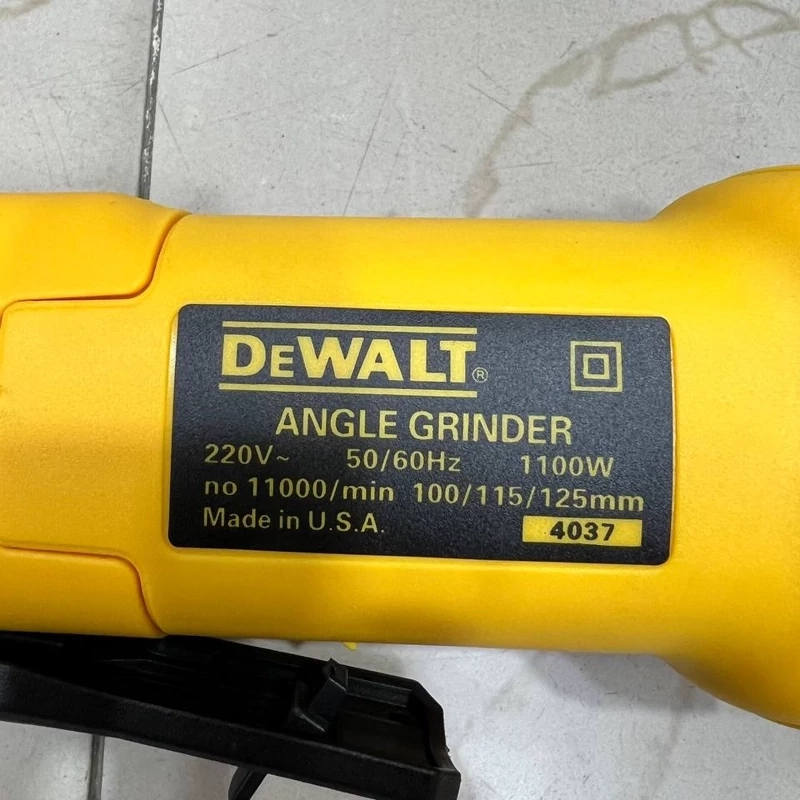 DEWALT®
ANGLE GRINDER
220V~ 50/60Hz 1100W
no 11000/min 100/115/125mm
Made in U.S.A.
4037